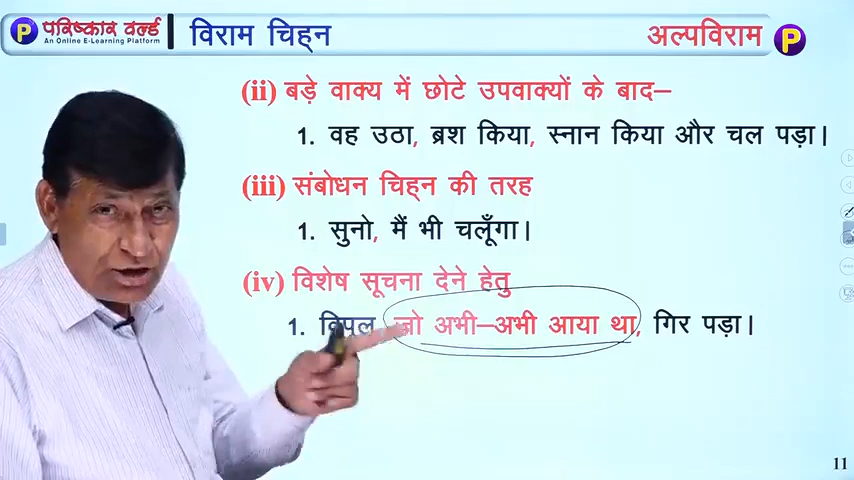 P परिष्कार वर्ल्ड
An Online E-Learning Platform
विराम चिह्न
अल्पविराम P
(ii) बड़े वाक्य में छोटे उपवाक्यों के बाद–
1. वह उठा, ब्रश किया, स्नान किया और चल पड़ा।
(iii) संबोधन चिह्न की तरह
1. सुनो, मैं भी चलूँगा।
(iv) विशेष सूचना देने हेतु
1. विपुल जो अभी–अभी आया था, गिर पड़ा।
11